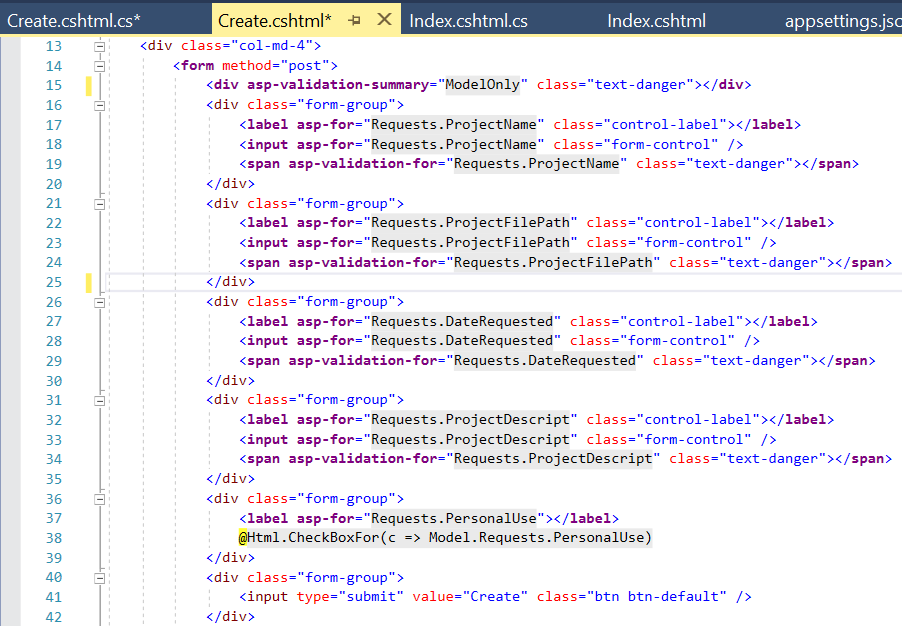 Create.cshtml.cs* Create.cshtml* Index.cshtml.cs Index.cshtml appsettings.jso
13 <div class="col-md-4">
14 <form method="post">
15 <div asp-validation-summary="ModelOnly" class="text-danger"></div>
16 <div class="form-group">
17 <label asp-for="Requests.ProjectName" class="control-label"></label>
18 <input asp-for="Requests.ProjectName" class="form-control" />
19 <span asp-validation-for="Requests.ProjectName" class="text-danger"></span>
20 </div>
21 <div class="form-group">
22 <label asp-for="Requests.ProjectFilePath" class="control-label"></label>
23 <input asp-for="Requests.ProjectFilePath" class="form-control" />
24 <span asp-validation-for="Requests.ProjectFilePath" class="text-danger"></span>
25 </div>
26 <div class="form-group">
27 <label asp-for="Requests.DateRequested" class="control-label"></label>
28 <input asp-for="Requests.DateRequested" class="form-control" />
29 <span asp-validation-for="Requests.DateRequested" class="text-danger"></span>
30 </div>
31 <div class="form-group">
32 <label asp-for="Requests.ProjectDescript" class="control-label"></label>
33 <input asp-for="Requests.ProjectDescript" class="form-control" />
34 <span asp-validation-for="Requests.ProjectDescript" class="text-danger"></span>
35 </div>
36 <div class="form-group">
37 <label asp-for="Requests.PersonalUse"></label>
38 @Html.CheckBoxFor(c => Model.Requests.PersonalUse)
39 </div>
40 <div class="form-group">
41 <input type="submit" value="Create" class="btn btn-default" />
42 </div>